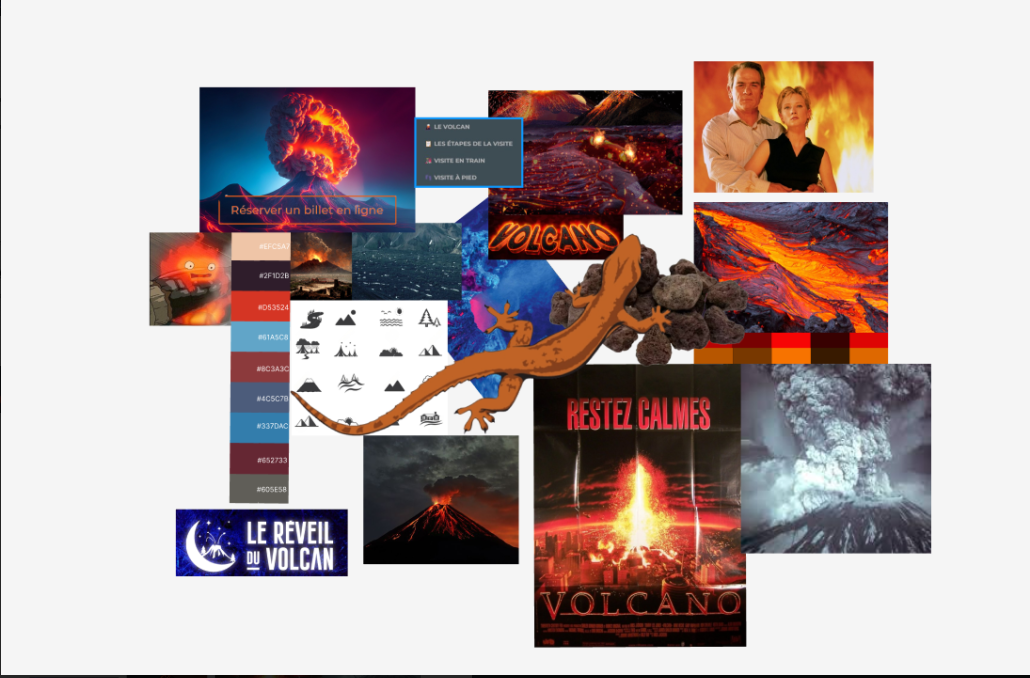 LE VOLCAN
LES ÉTAPES DE LA VISITE
VISITE EN TRAIN
VISITE À PIED
Réserver un billet en ligne
VOLCANO
#EFC5A7
#2F1D2B
#D53524
#61A5C8
#8C3A3C
#4C5C7B
#337DAC
#652733
#605E58
RESTEZ CALMES
VOLCANO
LE RÉVEIL
DU VOLCAN